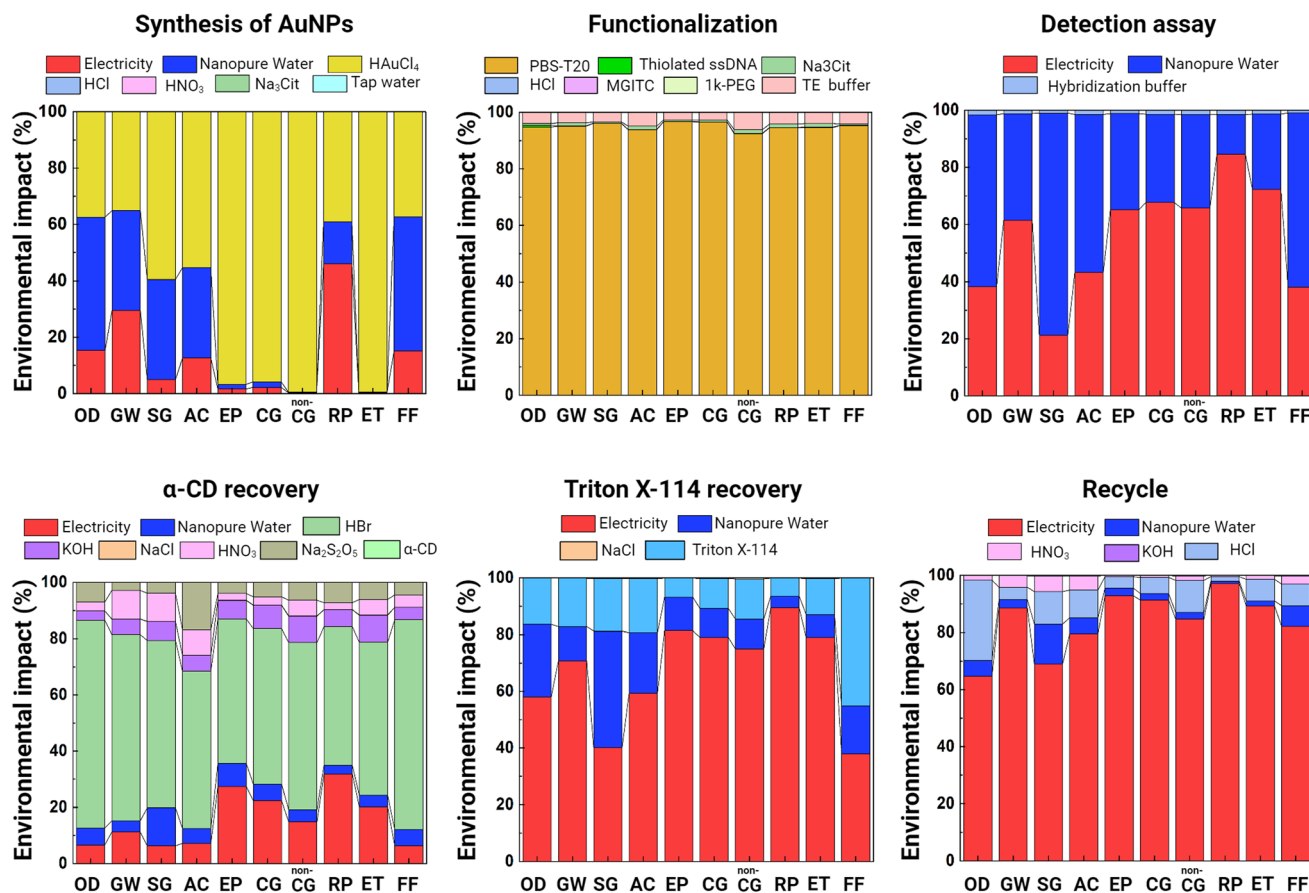 Synthesis of AuNPs
Electricity Nanopure Water HAuCl₄
HCl HNO₃ Na₃Cit Tap water
Environmental impact (%)
100
80
60
40
20
0
OD GW SG AC EP CG non-CG RP ET FF
Functionalization
PBS-T20 Thiolated ssDNA Na3Cit
HCl MGITC 1k-PEG TE buffer
Environmental impact (%)
100
80
60
40
20
0
OD GW SG AC EP CG non-CG RP ET FF
Detection assay
Electricity Nanopure Water
Hybridization buffer
Environmental impact (%)
100
80
60
40
20
0
OD GW SG AC EP CG non-CG RP ET FF
α-CD recovery
Electricity Nanopure Water HBr
KOH NaCl HNO₃ Na₂S₂O₅ α-CD
Environmental impact (%)
100
80
60
40
20
0
OD GW SG AC EP CG non-CG RP ET FF
Triton X-114 recovery
Electricity Nanopure Water
NaCl Triton X-114
Environmental impact (%)
100
80
60
40
20
0
OD GW SG AC EP CG non-CG RP ET FF
Recycle
Electricity Nanopure Water
HNO₃ KOH HCl
Environmental impact (%)
100
80
60
40
20
0
OD GW SG AC EP CG non-CG RP ET FF